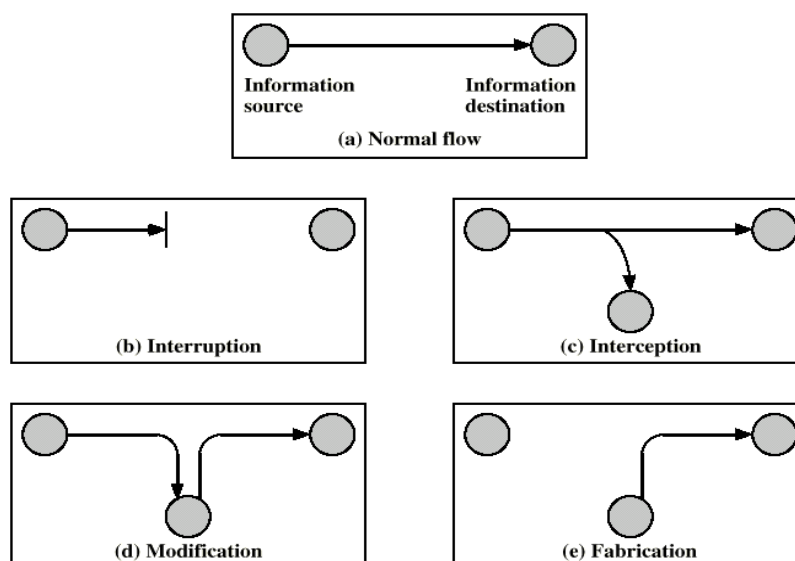 Information Information
source destination
(a) Normal flow
(b) Interruption
(c) Interception
(d) Modification
(e) Fabrication